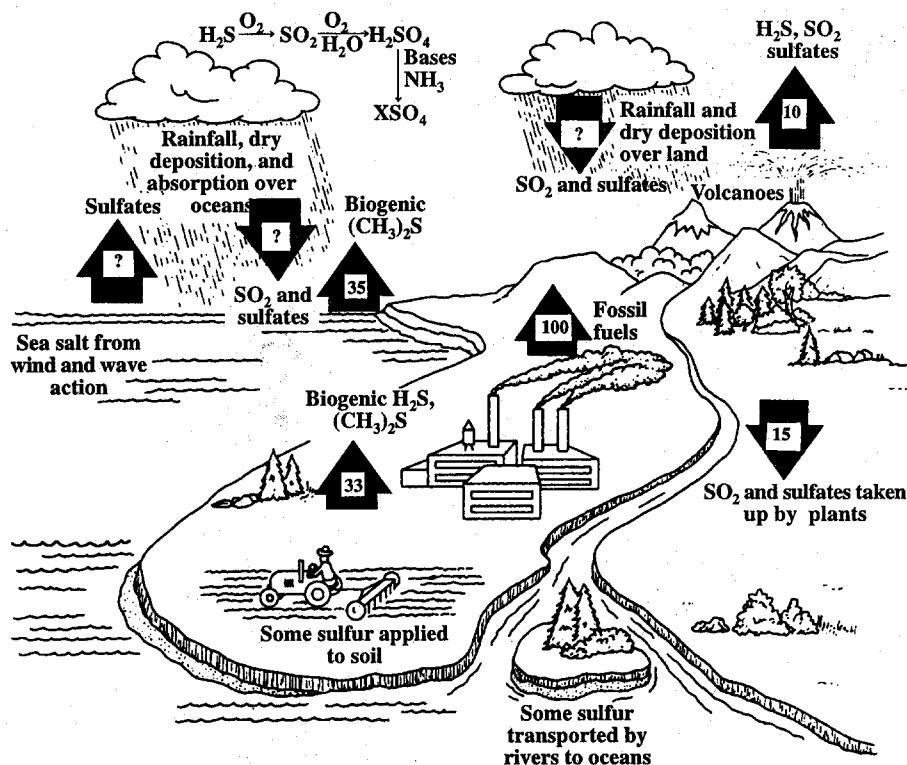 H₂S O₂→ SO₂ O₂/H₂O→ H₂SO₄
Bases
NH₃
XSO₄
Rainfall, dry
deposition, and
absorption over
oceans
Sulfates
?
?
SO₂ and
sulfates
Biogenic
(CH₃)₂S
35
Sea salt from
wind and wave
action
H₂S, SO₂
sulfates
10
Rainfall and
dry deposition
over land
?
SO₂ and sulfates
Volcanoes
100
Fossil
fuels
Biogenic H₂S,
(CH₃)₂S
33
15
SO₂ and sulfates taken
up by plants
Some sulfur applied
to soil
Some sulfur
transported by
rivers to oceans